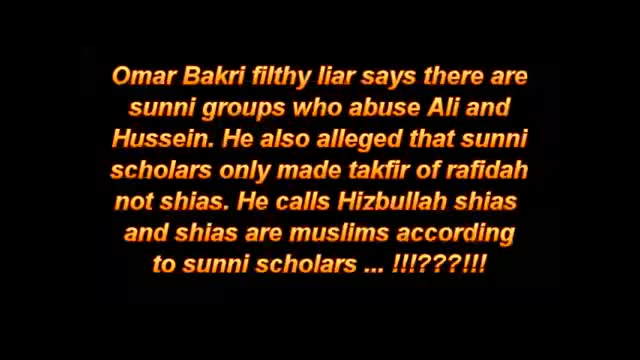 Omar Bakri filthy liar says there are
sunni groups who abuse Ali and
Hussein. He also alleged that sunni
scholars only made takfir of rafidah
not shias. He calls Hizbullah shias
and shias are muslims according
to sunni scholars ... !!!???!!!